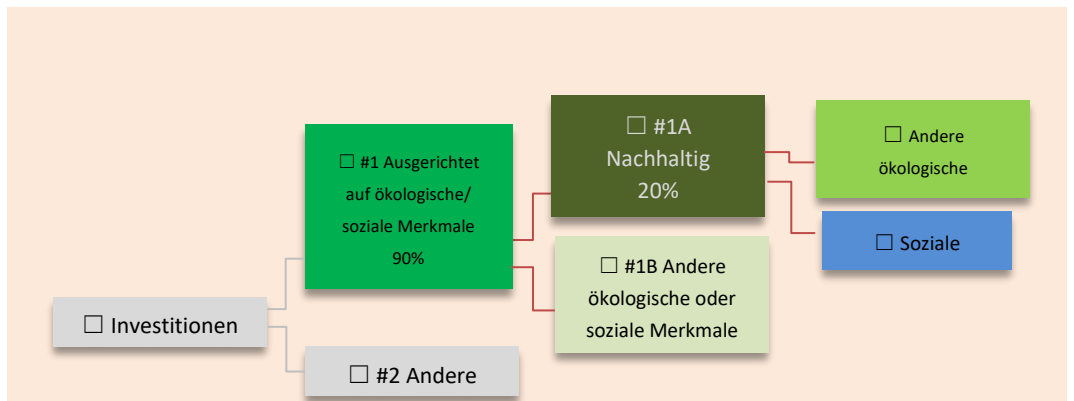 ☐ Investitionen
☐ #1 Ausgerichtet
auf ökologische/
soziale Merkmale
90%
☐ #2 Andere
☐ #1A
Nachhaltig
20%
☐ #1B Andere
ökologische oder
soziale Merkmale
☐ Andere
ökologische
☐ Soziale